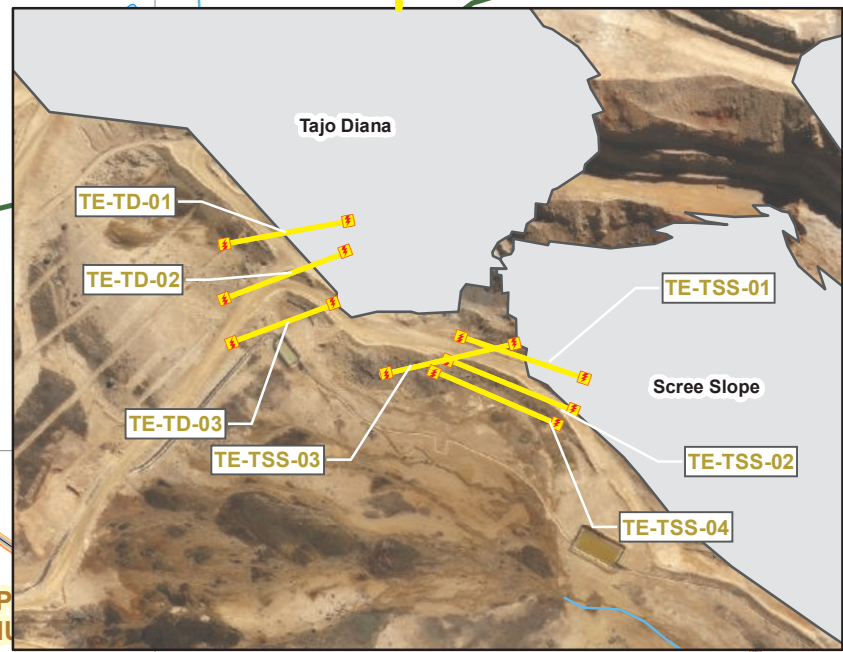 Tajo Diana
TE-TD-01
TE-TD-02
TE-TSS-01
Scree Slope
TE-TD-03
TE-TSS-03
TE-TSS-02
TE-TSS-04